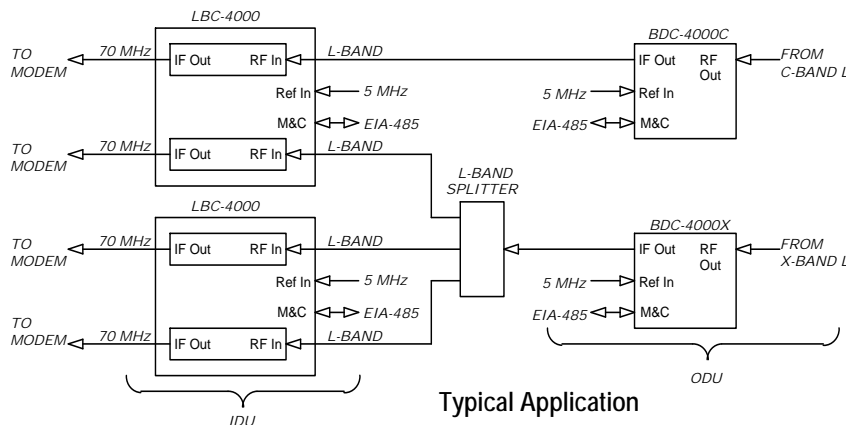 LBC-4000
BDC-4000C
TO
MODEM
70 MHz
IF Out
RF In
L-BAND
IF Out
RF
Out
FROM
C-BAND L
Ref In
5 MHz
5 MHz
Ref In
M&C
EIA-485
EIA-485
M&C
TO
MODEM
70 MHz
IF Out
RF In
L-BAND
L-BAND
SPLITTER
LBC-4000
BDC-4000X
TO
MODEM
70 MHz
IF Out
RF In
L-BAND
IF Out
RF
Out
FROM
X-BAND L
Ref In
5 MHz
5 MHz
Ref In
M&C
EIA-485
EIA-485
M&C
TO
MODEM
70 MHz
IF Out
RF In
L-BAND
IDU
ODU
Typical Application